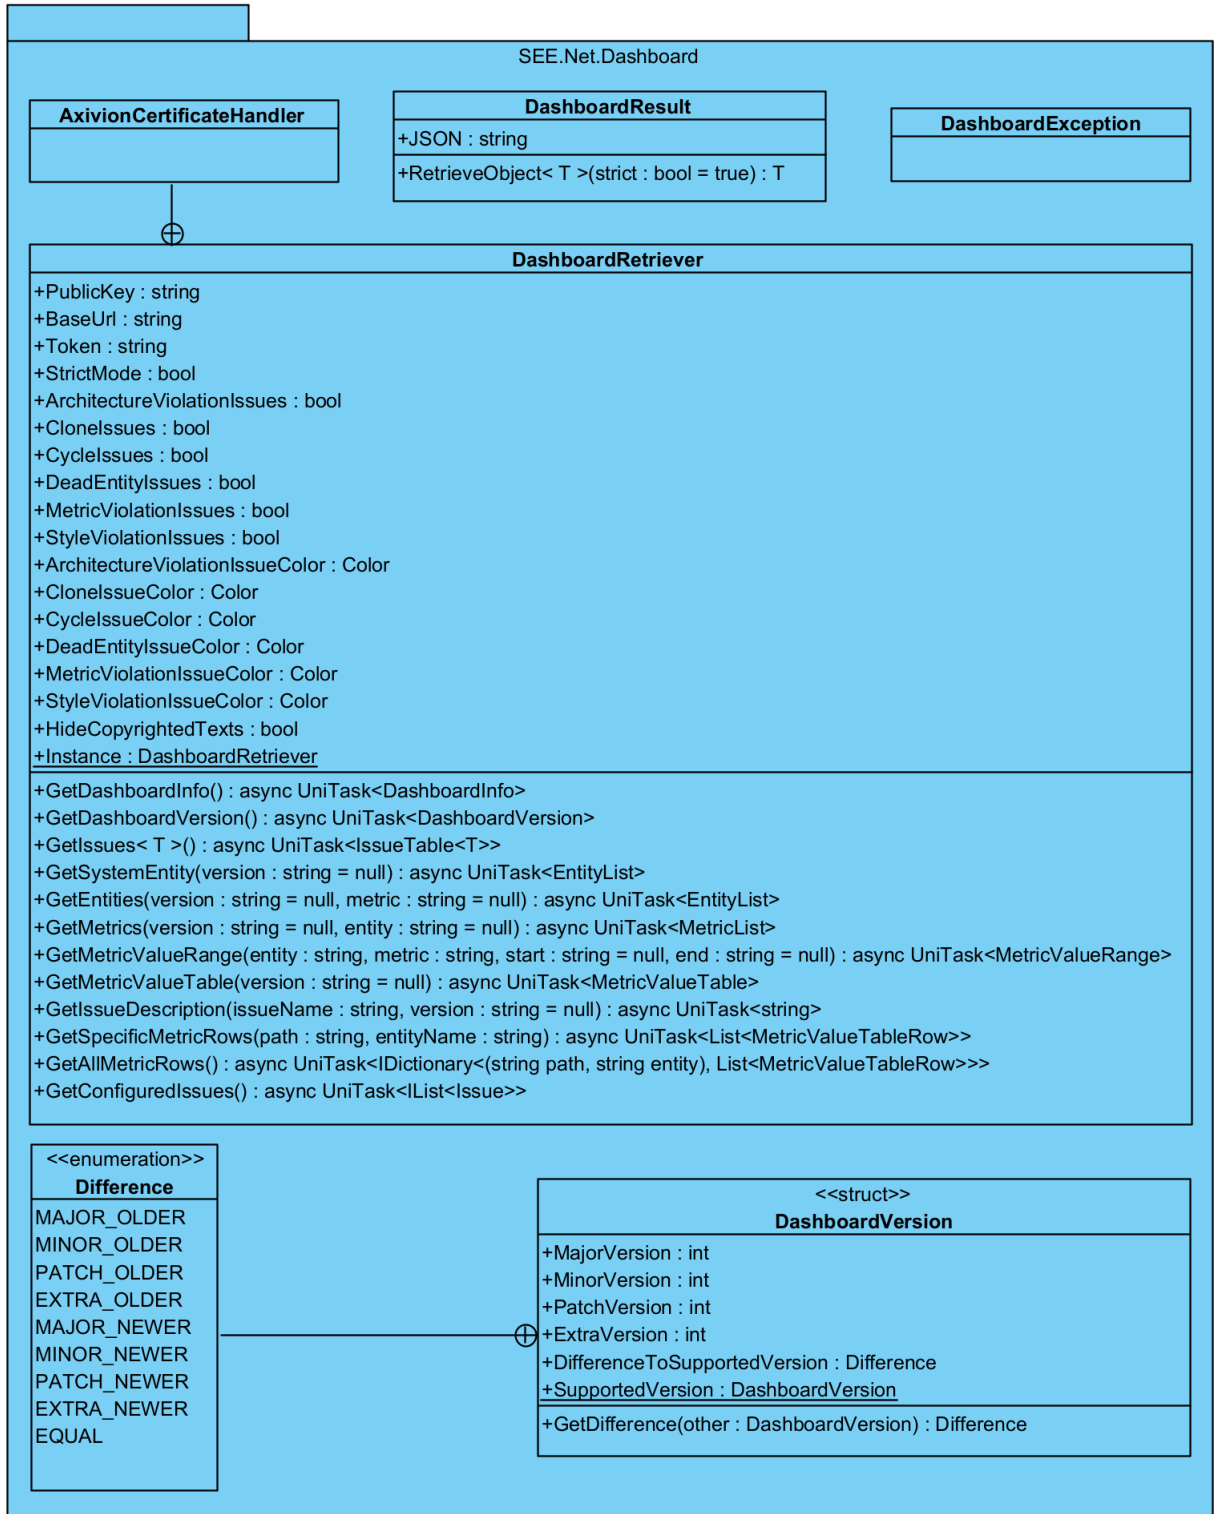 SEE.Net.Dashboard
AxivionCertificateHandler
DashboardResult
+JSON : string
+RetrieveObject< T >(strict : bool = true) : T
DashboardException
DashboardRetriever
+PublicKey : string
+BaseUrl : string
+Token : string
+StrictMode : bool
+ArchitectureViolationIssues : bool
+CloneIssues : bool
+CycleIssues : bool
+DeadEntityIssues : bool
+MetricViolationIssues : bool
+StyleViolationIssues : bool
+ArchitectureViolationIssueColor : Color
+CloneIssueColor : Color
+CycleIssueColor : Color
+DeadEntityIssueColor : Color
+MetricViolationIssueColor : Color
+StyleViolationIssueColor : Color
+HideCopyrightedTexts : bool
+Instance : DashboardRetriever
+GetDashboardInfo() : async UniTask<DashboardInfo>
+GetDashboardVersion() : async UniTask<DashboardVersion>
+GetIssues< T >() : async UniTask<IssueTable<T>>
+GetSystemEntity(version : string = null) : async UniTask<EntityList>
+GetEntities(version : string = null, metric : string = null) : async UniTask<EntityList>
+GetMetrics(version : string = null, entity : string = null) : async UniTask<MetricList>
+GetMetricValueRange(entity : string, metric : string, start : string = null, end : string = null) : async UniTask<MetricValueRange>
+GetMetricValueTable(version : string = null) : async UniTask<MetricValueTable>
+GetIssueDescription(issueName : string, version : string = null) : async UniTask<string>
+GetSpecificMetricRows(path : string, entityName : string) : async UniTask<List<MetricValueTableRow>>
+GetAllMetricRows() : async UniTask<IDictionary<(string path, string entity), List<MetricValueTableRow>>>
+GetConfiguredIssues() : async UniTask<IList<Issue>>
<<enumeration>>
Difference
MAJOR_OLDER
MINOR_OLDER
PATCH_OLDER
EXTRA_OLDER
MAJOR_NEWER
MINOR_NEWER
PATCH_NEWER
EXTRA_NEWER
EQUAL
<<struct>>
DashboardVersion
+MajorVersion : int
+MinorVersion : int
+PatchVersion : int
+ExtraVersion : int
+DifferenceToSupportedVersion : Difference
+SupportedVersion : DashboardVersion
+GetDifference(other : DashboardVersion) : Difference